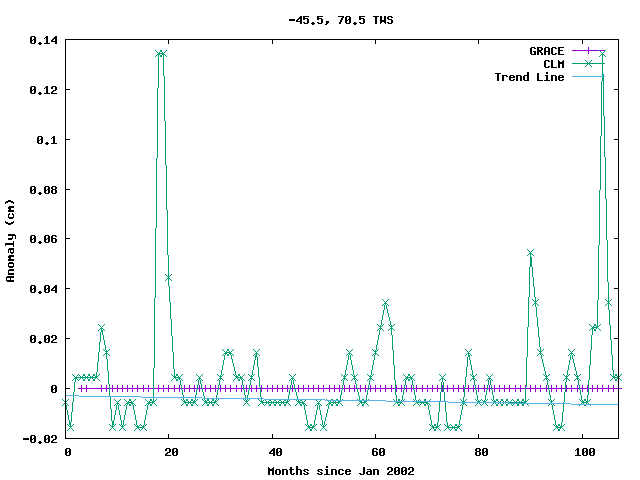 -45.5, 70.5 TWS
GRACE
CLM
Trend Line
0.14
0.12
0.1
0.08
0.06
0.04
0.02
0
-0.02
Anomaly (cm)
0 20 40 60 80 100
Months since Jan 2002